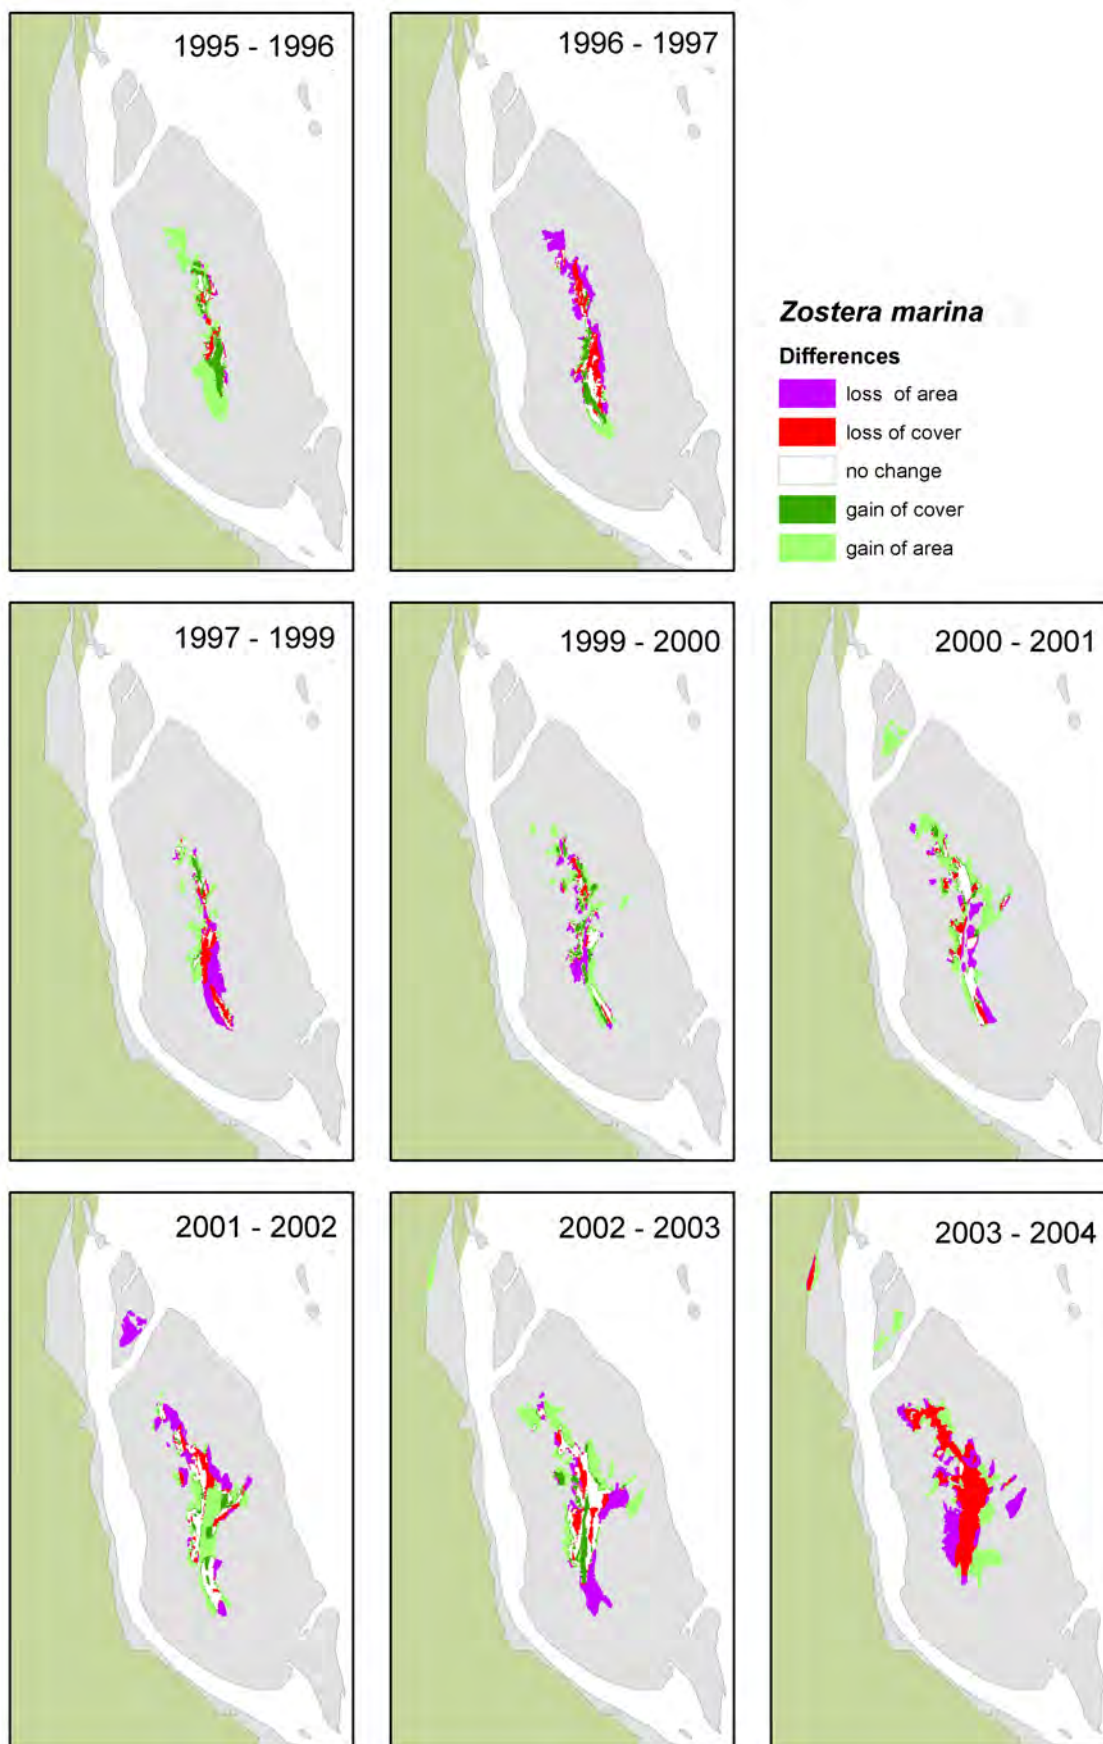 1995 - 1996
1996 - 1997
Zostera marina
Differences
loss of area
loss of cover
no change
gain of cover
gain of area
1997 - 1999
1999 - 2000
2000 - 2001
2001 - 2002
2002 - 2003
2003 - 2004